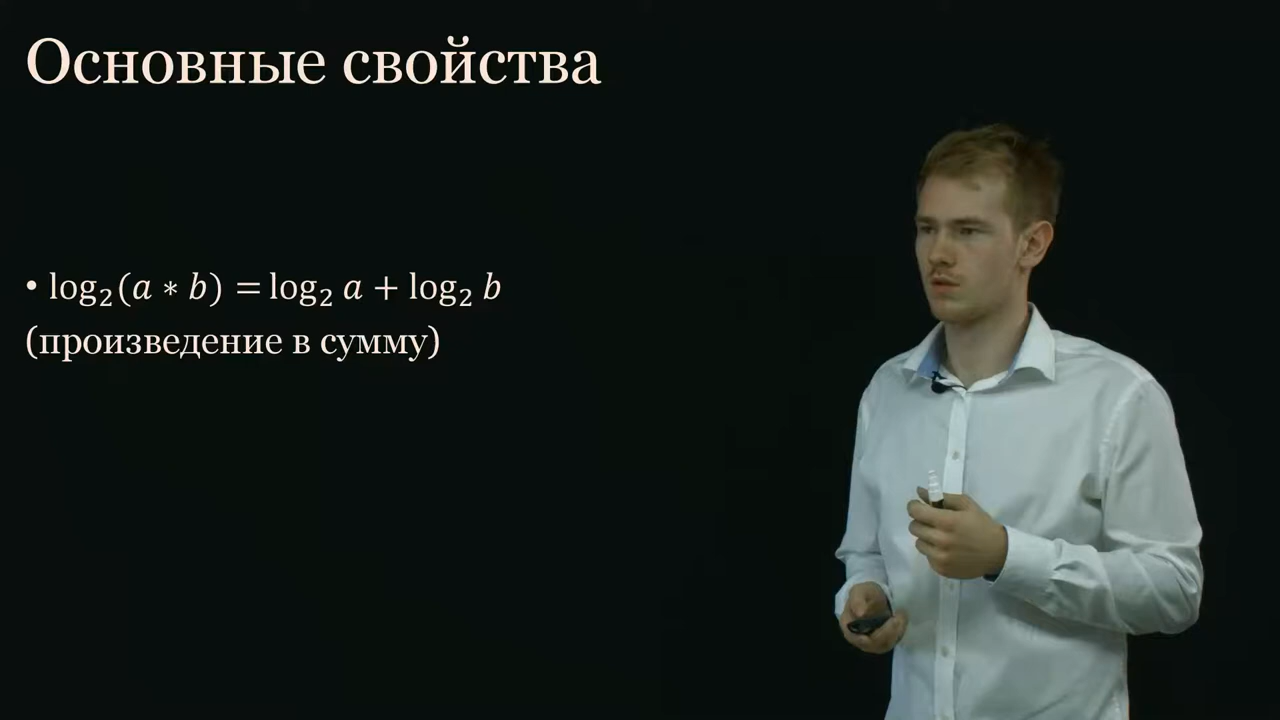 Основные свойства
• log₂(a ∗ b) = log₂ a + log₂ b
(произведение в сумму)